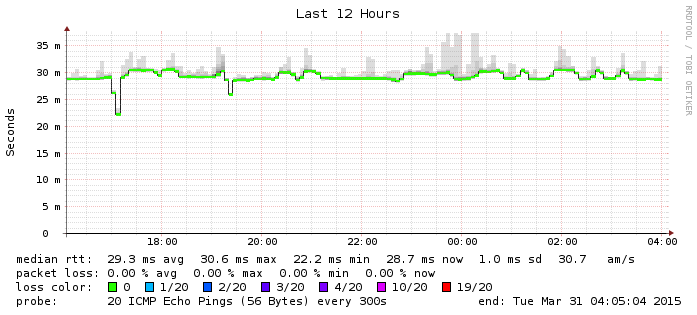 Last 12 Hours
RRDTOOL / TOBI OETIKER
Seconds
35 m
30 m
25 m
20 m
15 m
10 m
5 m
0
18:00 20:00 22:00 00:00 02:00 04:00
median rtt: 29.3 ms avg 30.6 ms max 22.2 ms min 28.7 ms now 1.0 ms sd 30.7 am/s
packet loss: 0.00 % avg 0.00 % max 0.00 % min 0.00 % now
loss color: 0 1/20 2/20 3/20 4/20 10/20 19/20
probe: 20 ICMP Echo Pings (56 Bytes) every 300s end: Tue Mar 31 04:05:04 2015